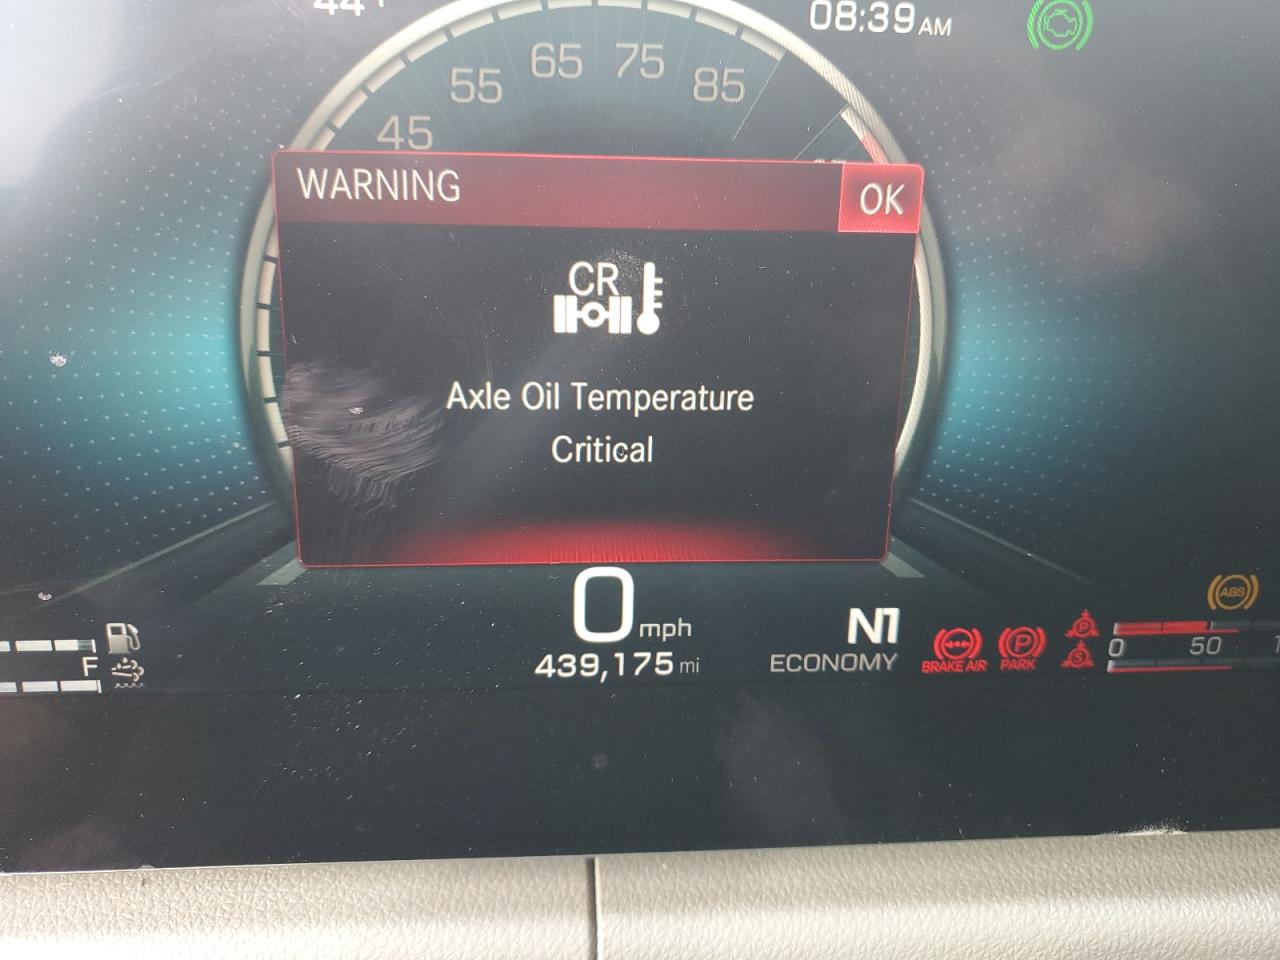 08:39 AM
45 55 65 75 85
WARNING
OK
CR
Axle Oil Temperature
Critical
ABS
0 mph
N1
F
439,175 mi
ECONOMY
BRAKE AIR
P
PARK
P
S
0 50